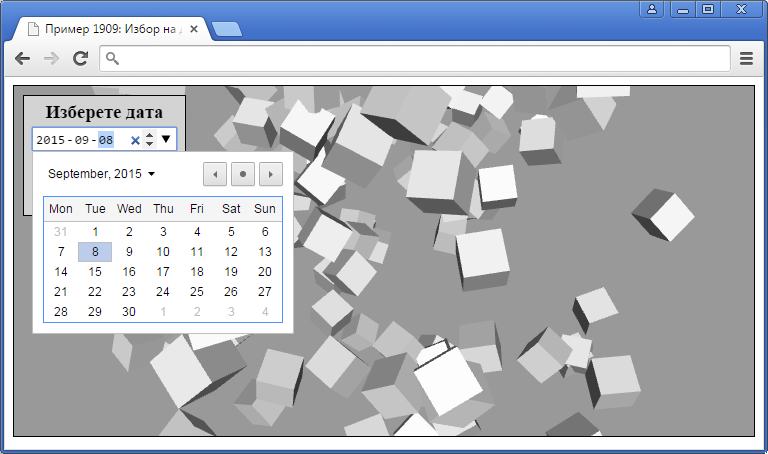 Пример 1909: Избор на д
Изберете дата
2015-09-08
September, 2015
Mon Tue Wed Thu Fri Sat Sun
31 1 2 3 4 5 6
7 8 9 10 11 12 13
14 15 16 17 18 19 20
21 22 23 24 25 26 27
28 29 30 1 2 3 4